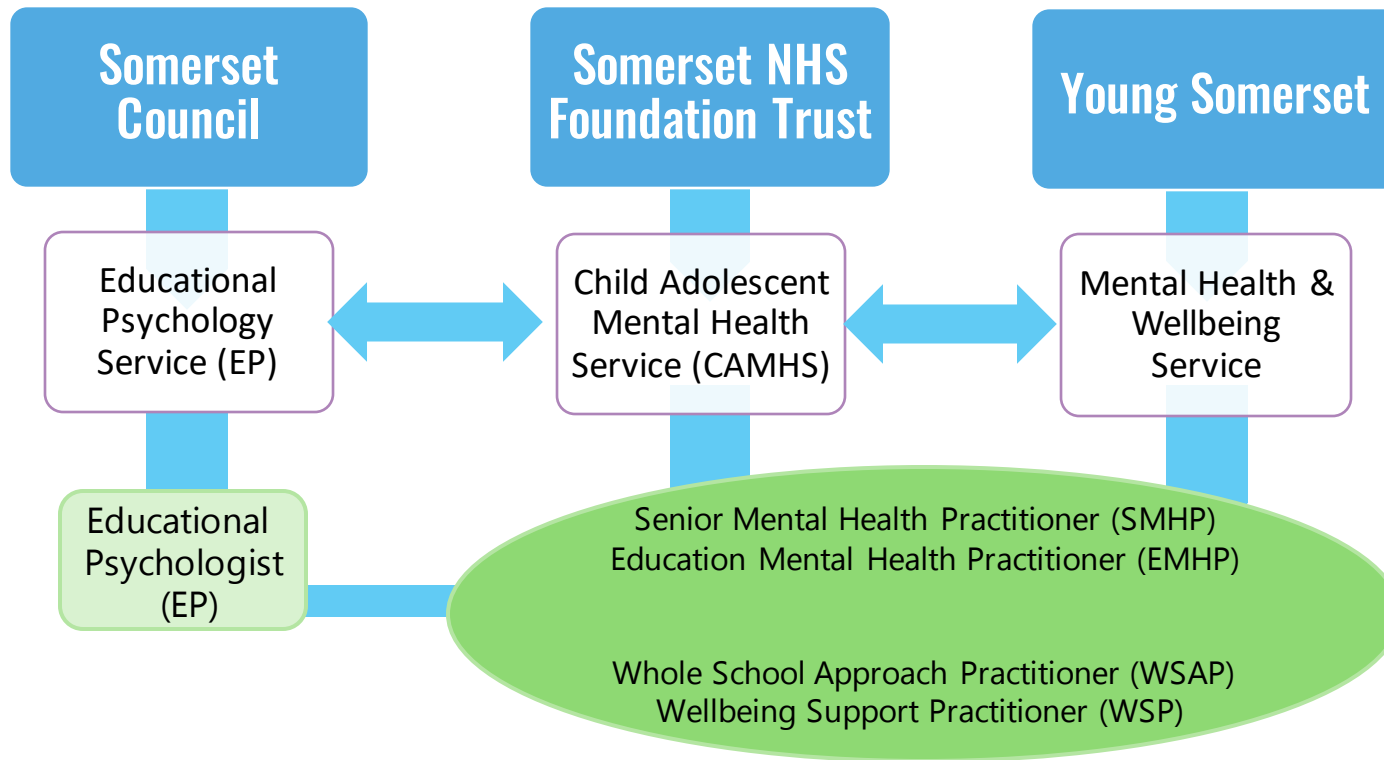 Somerset
Council
Somerset NHS
Foundation Trust
Young Somerset
Educational
Psychology
Service (EP)
Child Adolescent
Mental Health
Service (CAMHS)
Mental Health &
Wellbeing
Service
Educational
Psychologist
(EP)
Senior Mental Health Practitioner (SMHP)
Education Mental Health Practitioner (EMHP)
Whole School Approach Practitioner (WSAP)
Wellbeing Support Practitioner (WSP)